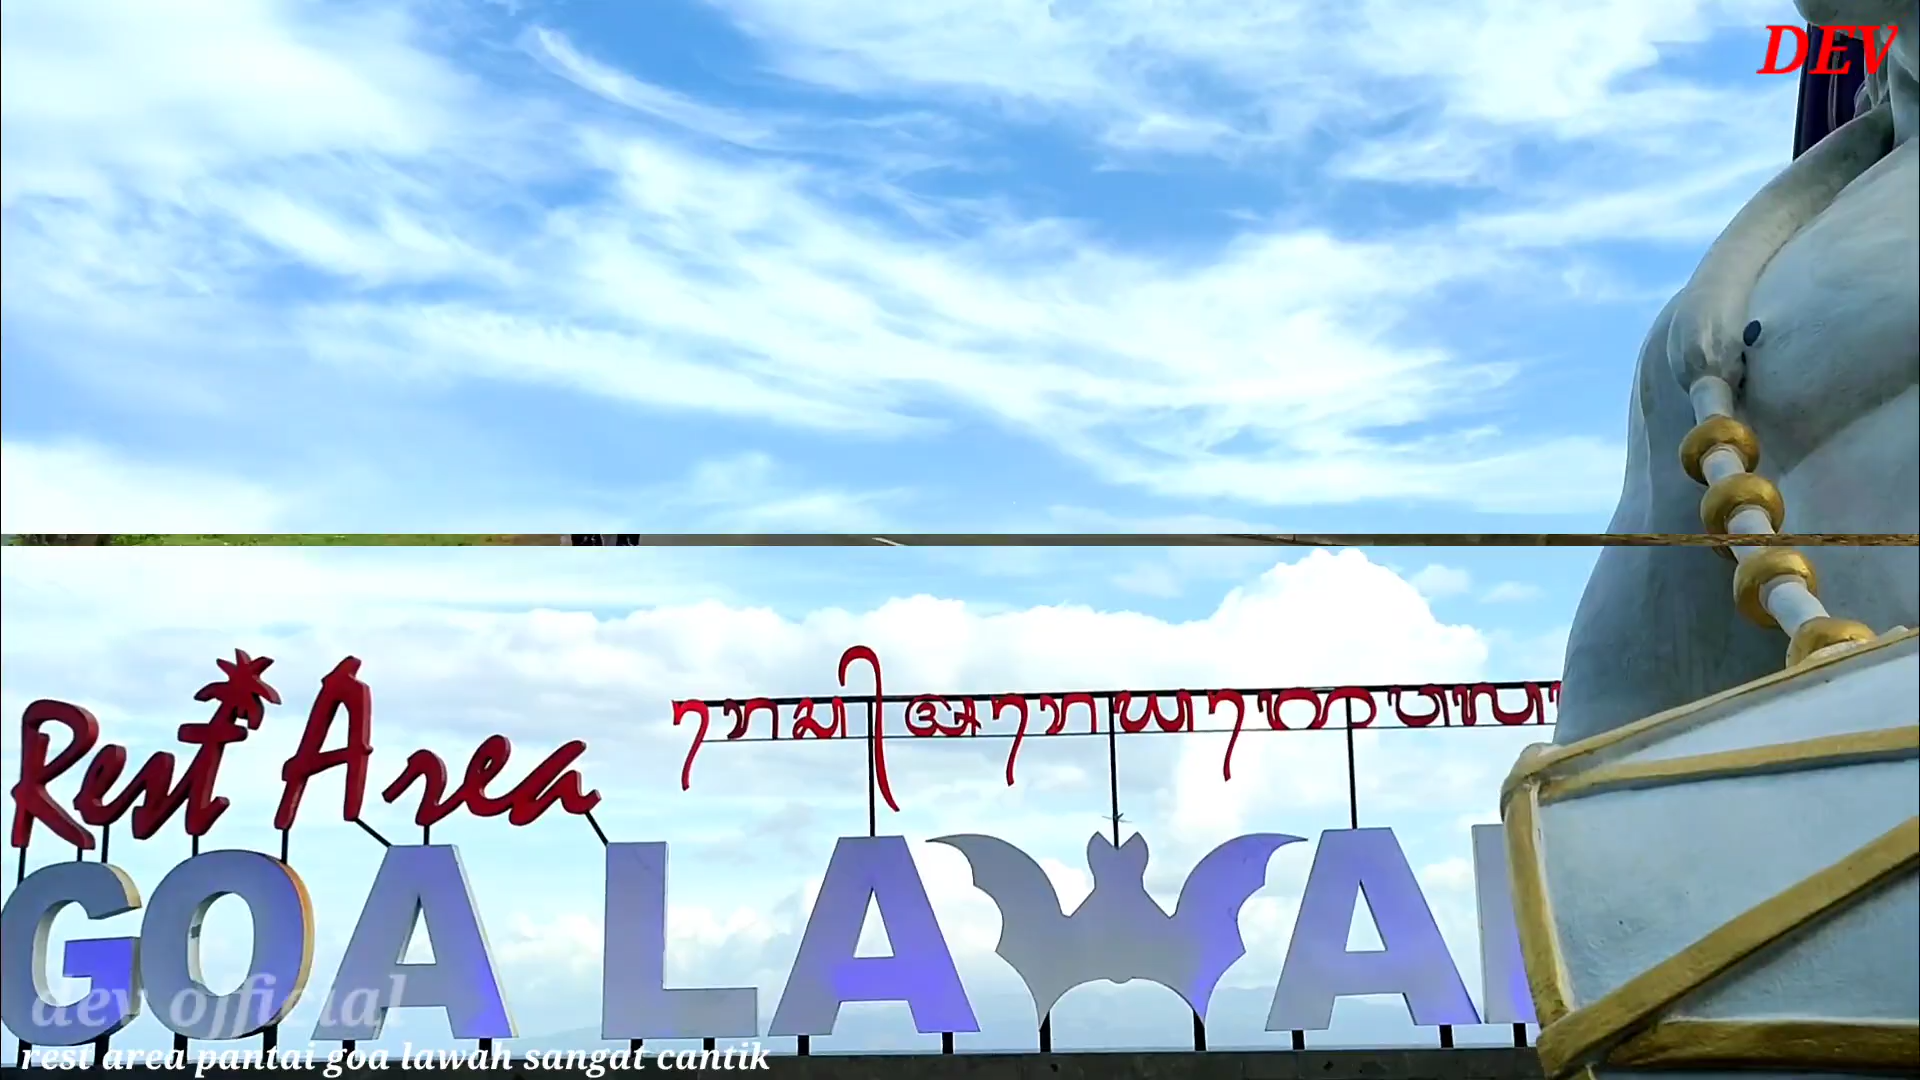 DEV
Rest Area
GOA LAWAH
dev official
rest area pantai goa lawah sangat cantik